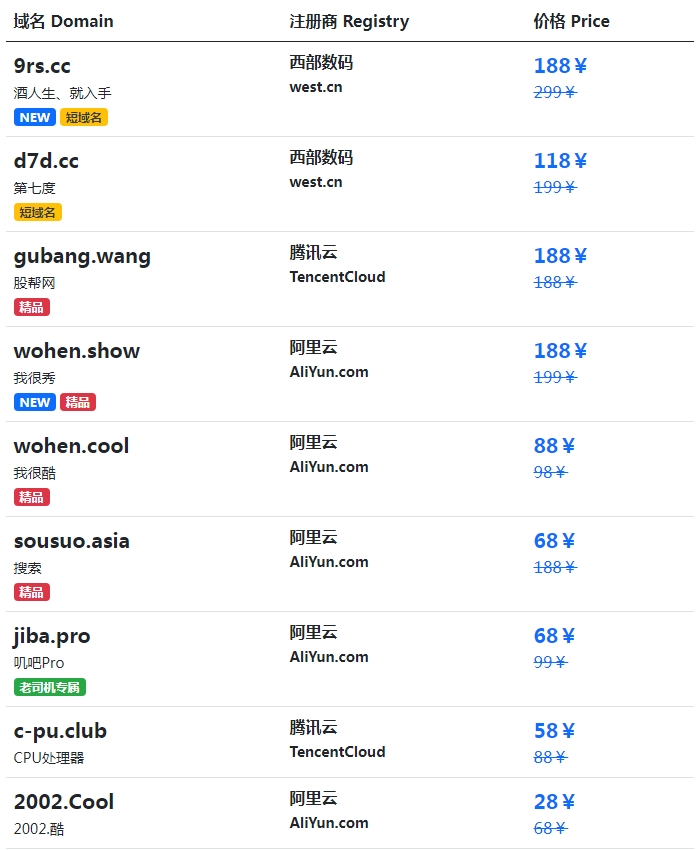 域名 Domain 注册商 Registry 价格 Price
9rs.cc 西部数码 188￥
酒人生、就入手 west.cn 299￥
NEW 短域名
d7d.cc 西部数码 118￥
第七度 west.cn 199￥
短域名
gubang.wang 腾讯云 188￥
股帮网 TencentCloud 188￥
精品
wohen.show 阿里云 188￥
我很秀 AliYun.com 199￥
NEW 精品
wohen.cool 阿里云 88￥
我很酷 AliYun.com 98￥
精品
sousuo.asia 阿里云 68￥
搜索 AliYun.com 188￥
精品
jiba.pro 阿里云 68￥
叽吧Pro AliYun.com 99￥
老司机专属
c-pu.club 腾讯云 58￥
CPU处理器 TencentCloud 88￥
2002.Cool 阿里云 28￥
2002.酷 AliYun.com 68￥